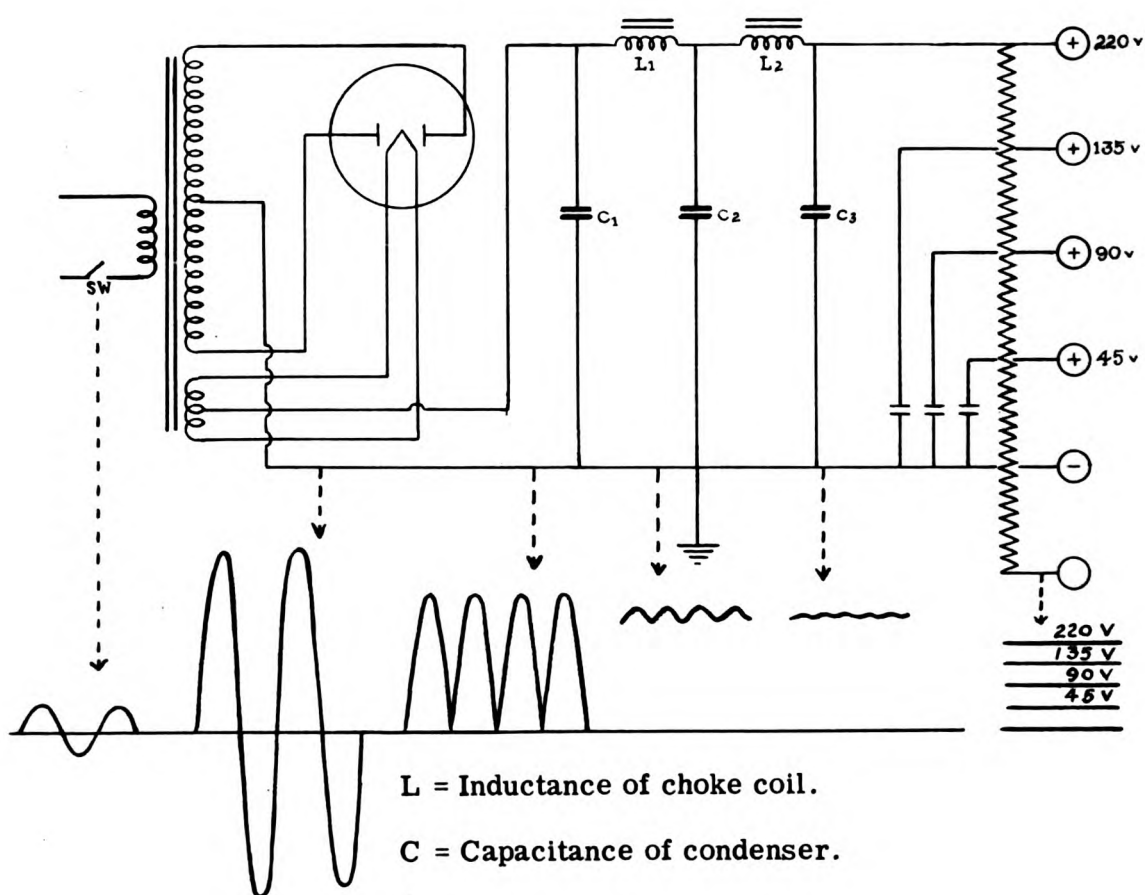 L1
L2
+ 220 v
+ 135 v
C1
C2
C3
+ 90 v
SW
+ 45 v
-
220 V
135 V
90 V
45 V
L = Inductance of choke coil.
C = Capacitance of condenser.